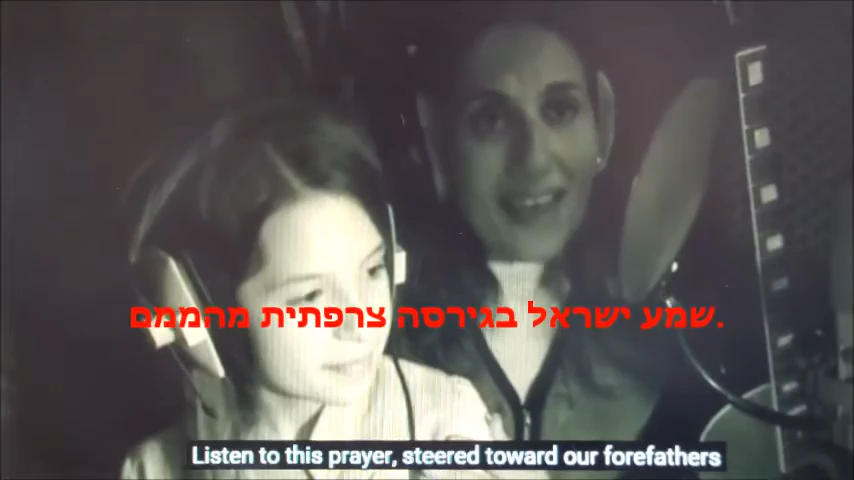 שמע ישראל בגירסה צרפתית מהממם.
Listen to this prayer, steered toward our forefathers